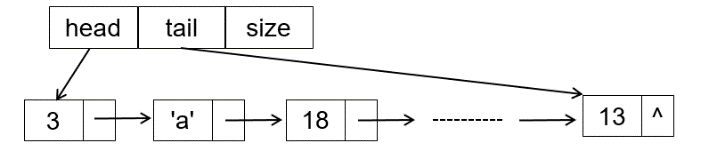 head tail size
3 'a' 18 --------- 13 ^